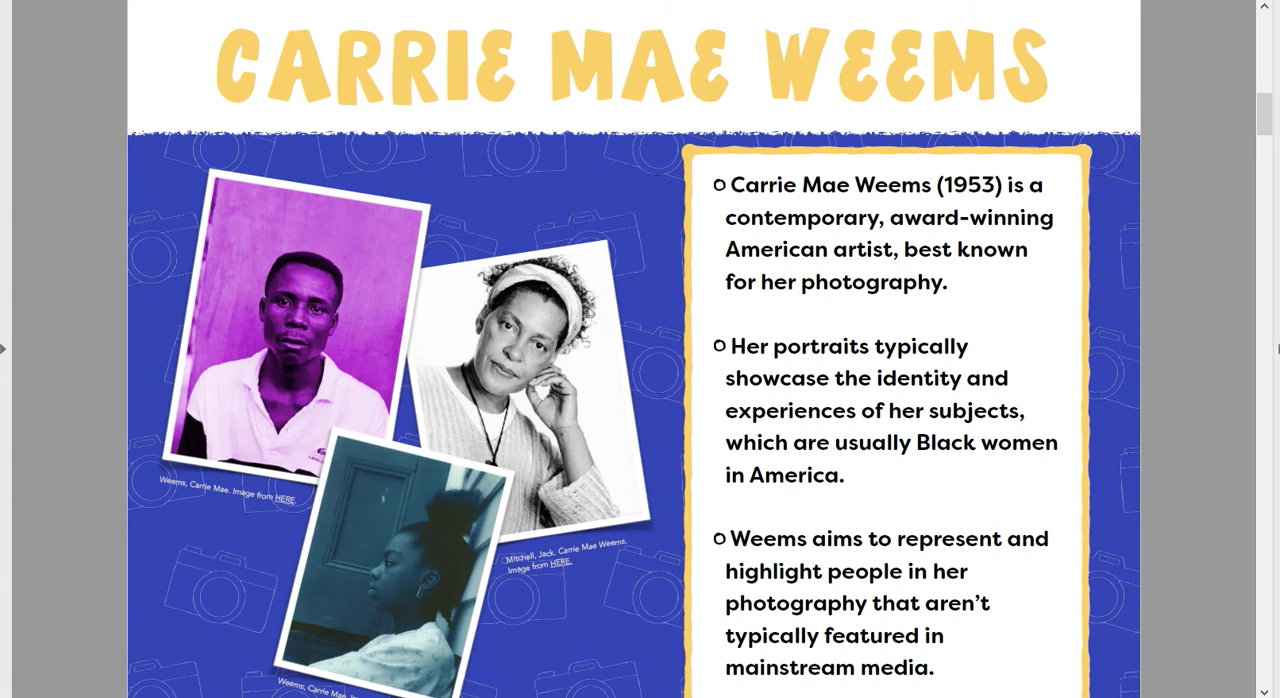 CARRIE MAE WEEMS
Carrie Mae Weems (1953) is a
contemporary, award-winning
American artist, best known
for her photography.
Her portraits typically
showcase the identity and
experiences of her subjects,
which are usually Black women
in America.
Weems aims to represent and
highlight people in her
photography that aren't
typically featured in
mainstream media.
Weems, Carrie Mae. Image from HERE.
Mitchell, Jack. Carrie Mae Weems.
Image from HERE.
Weems, Carrie Mae.